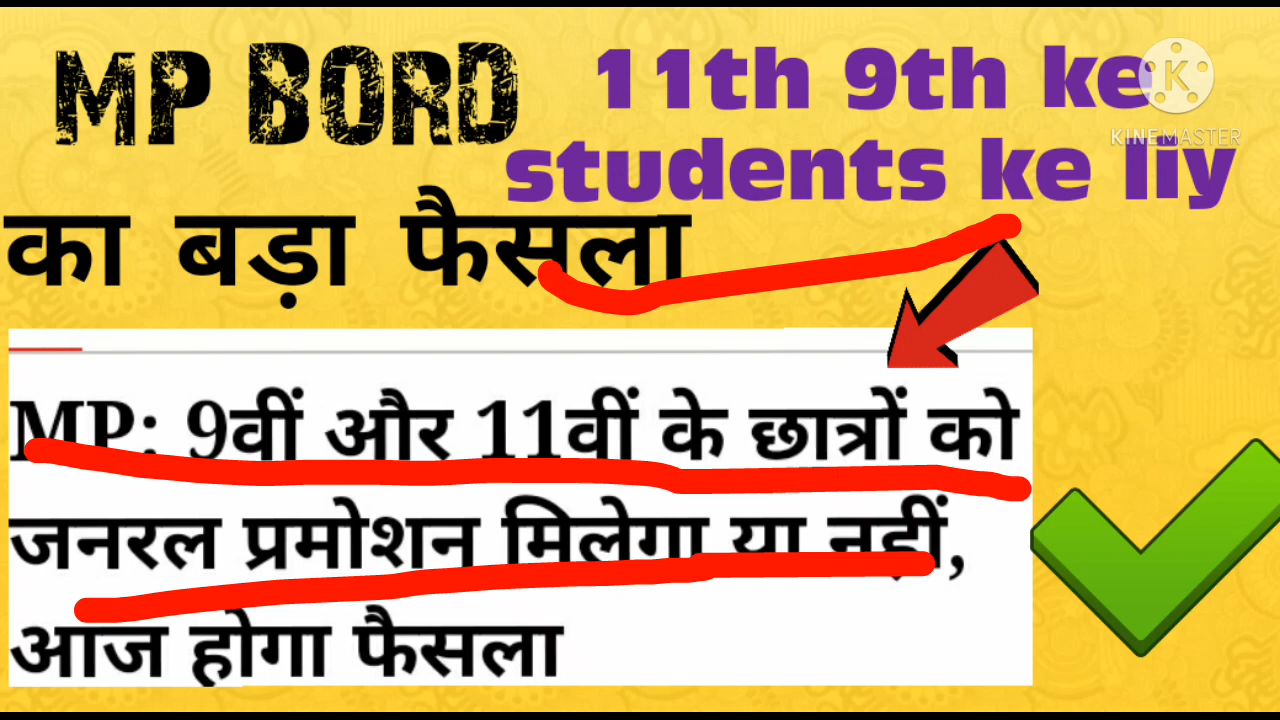 MP BORD
11th 9th ke
students ke liy
का बड़ा फैसला
KINEMASTER
MP: 9वीं और 11वीं के छात्रों को
जनरल प्रमोशन मिलेगा या नहीं,
आज होगा फैसला